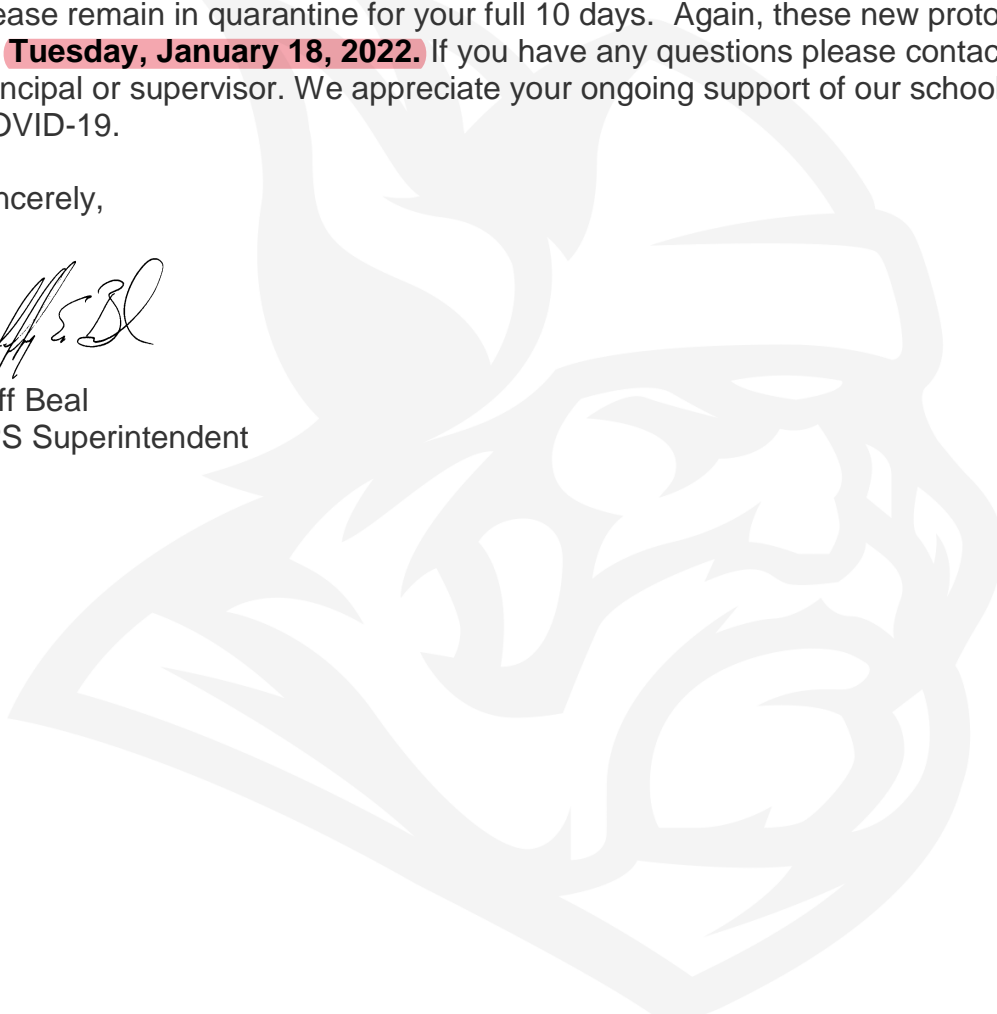 ease remain in quarantine for your full 10 days. Again, these new proto
Tuesday, January 18, 2022. If you have any questions please contac
ncipal or supervisor. We appreciate your ongoing support of our school
OVID-19.
ncerely,
ff Beal
S Superintendent